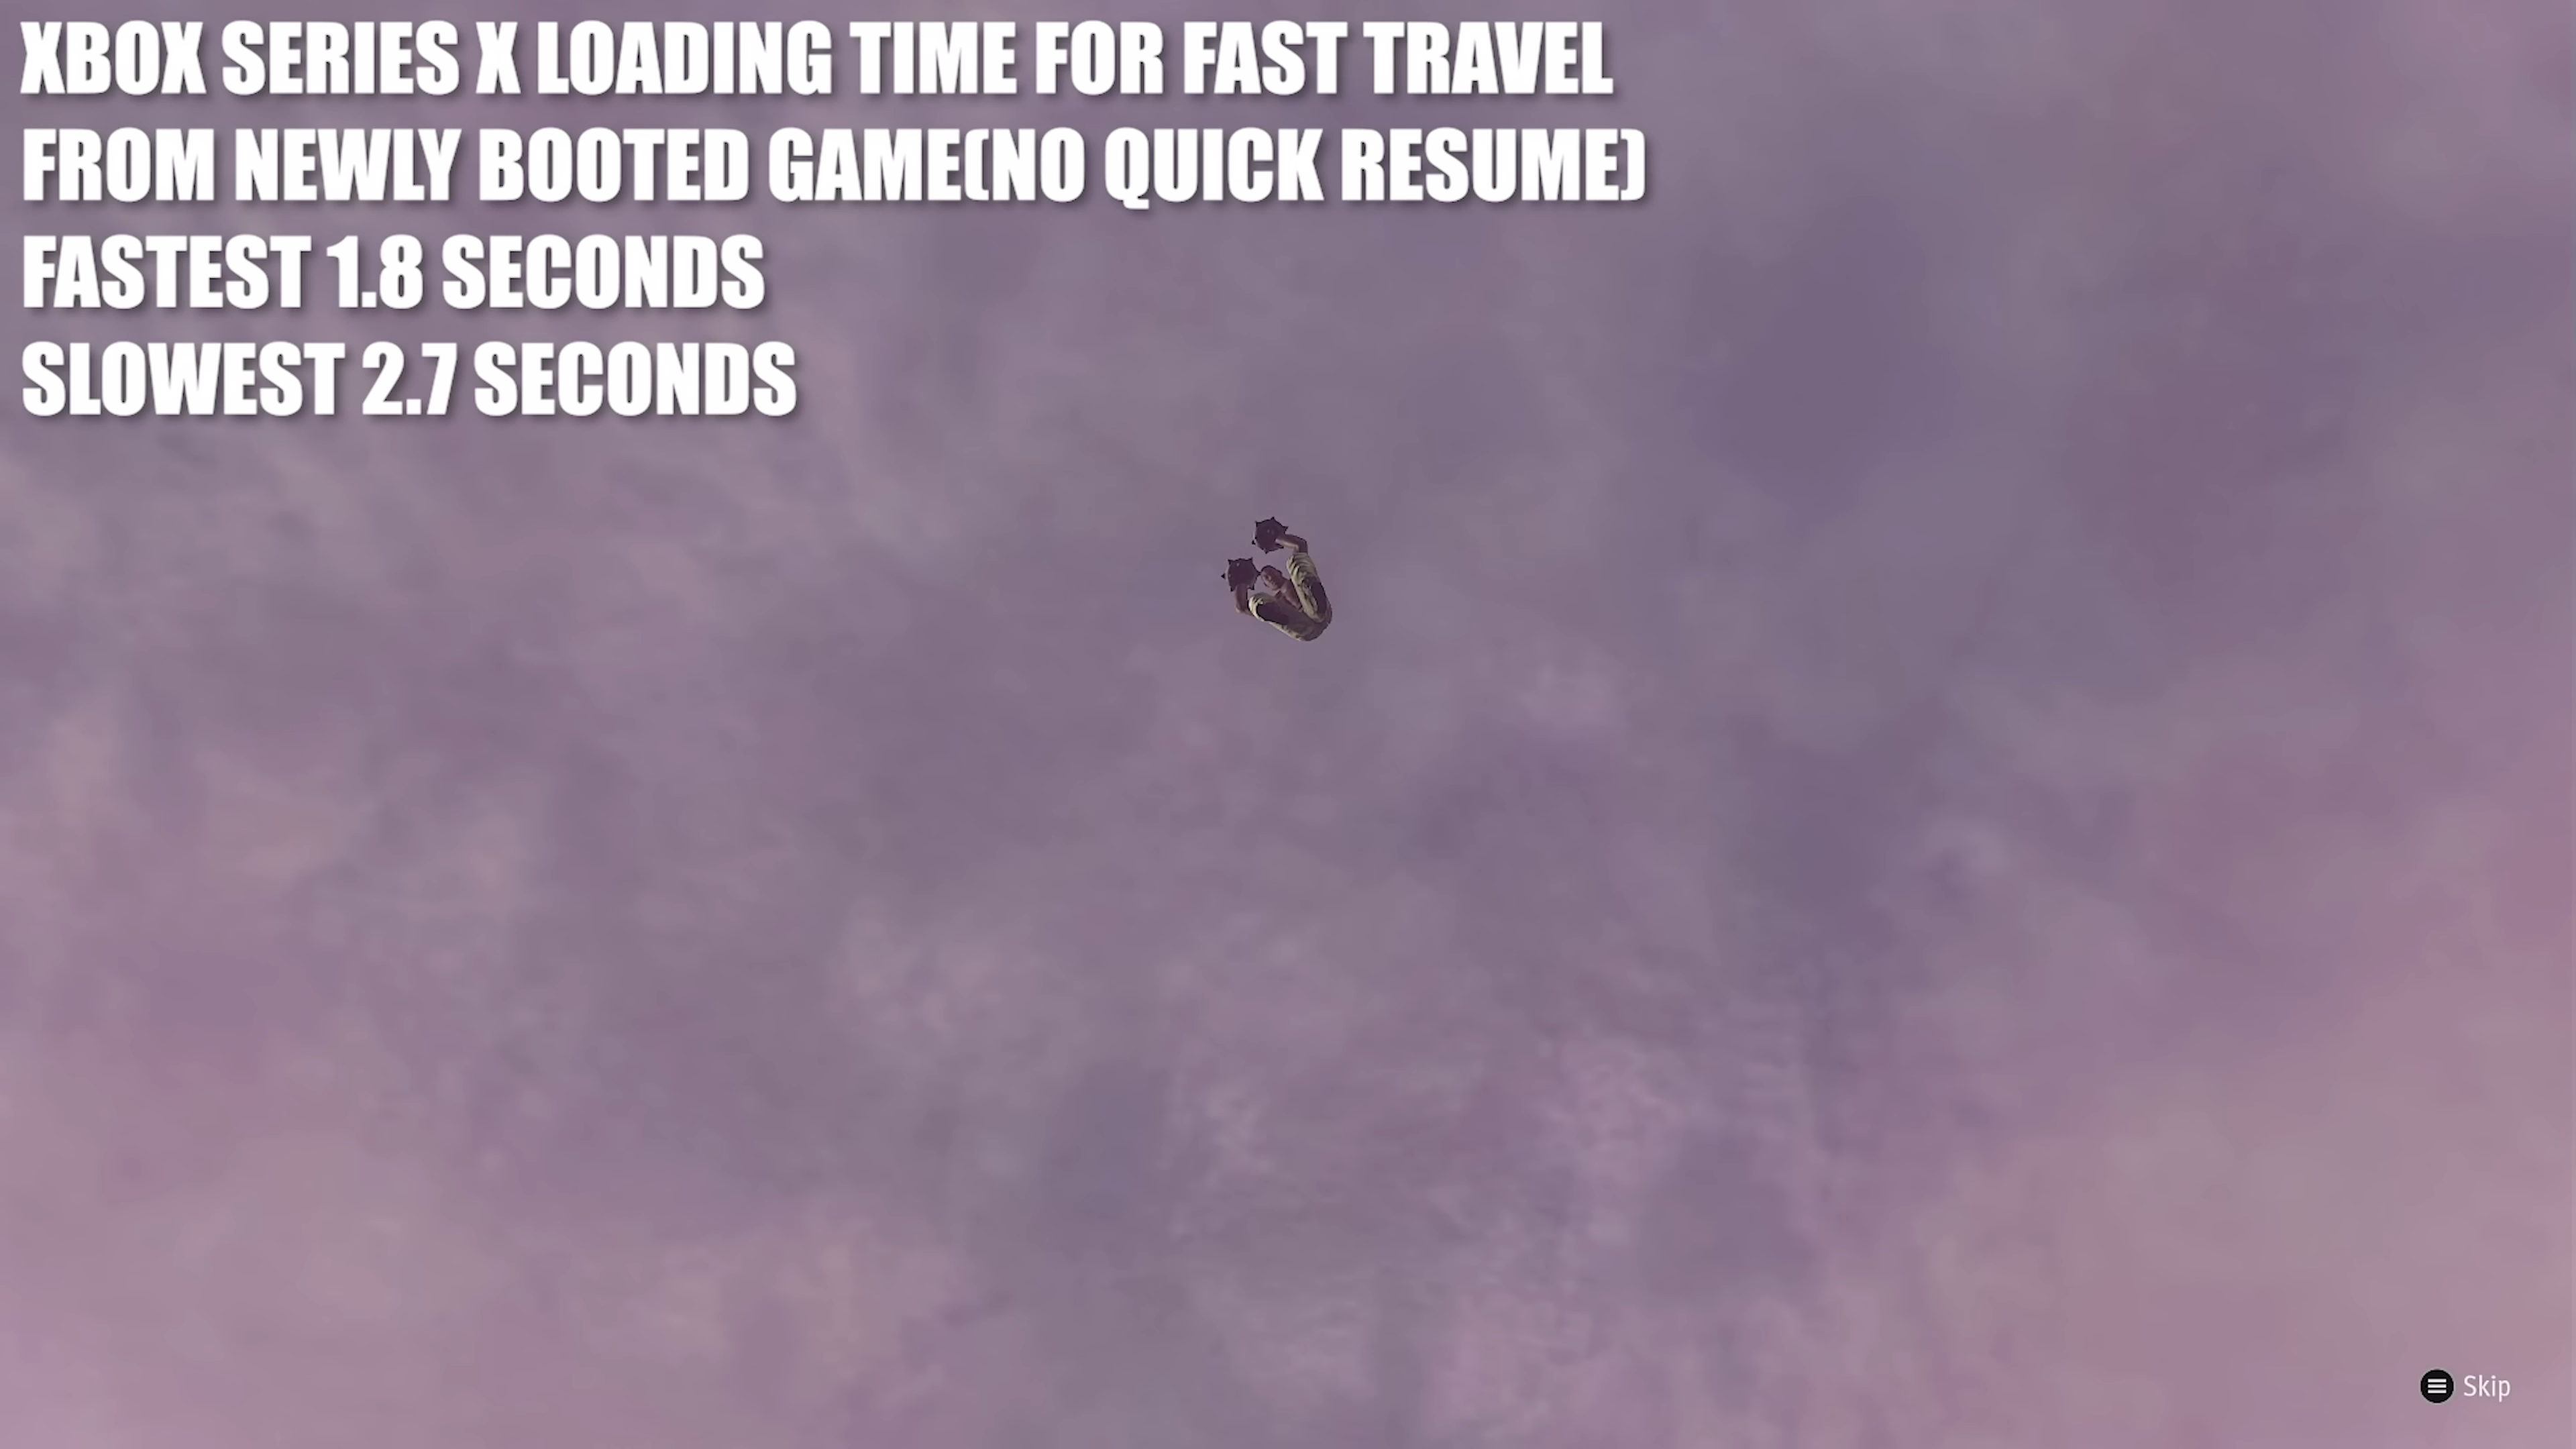 XBOX SERIES X LOADING TIME FOR FAST TRAVEL
FROM NEWLY BOOTED GAME(NO QUICK RESUME)
FASTEST 1.8 SECONDS
SLOWEST 2.7 SECONDS
Skip